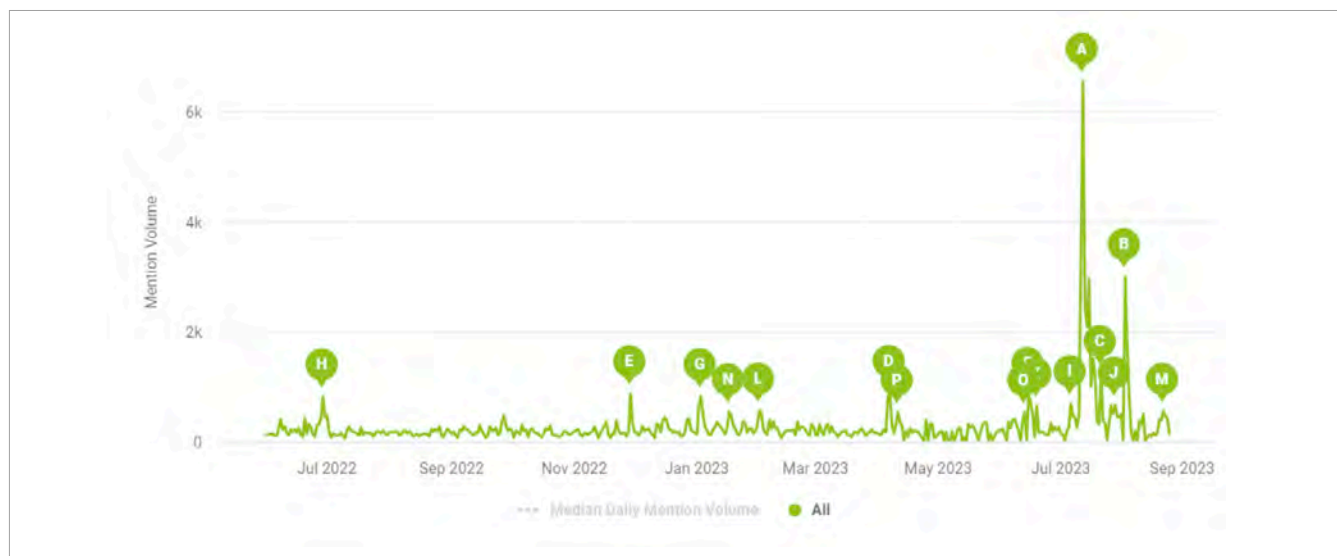 A
6k
Mention Volume
4k
B
2k
C
H
E
G
D
I
J
N
L
P
O
M
0
Jul 2022
Sep 2022
Nov 2022
Jan 2023
Mar 2023
May 2023
Jul 2023
Sep 2023
Median Daily Mention Volume
All